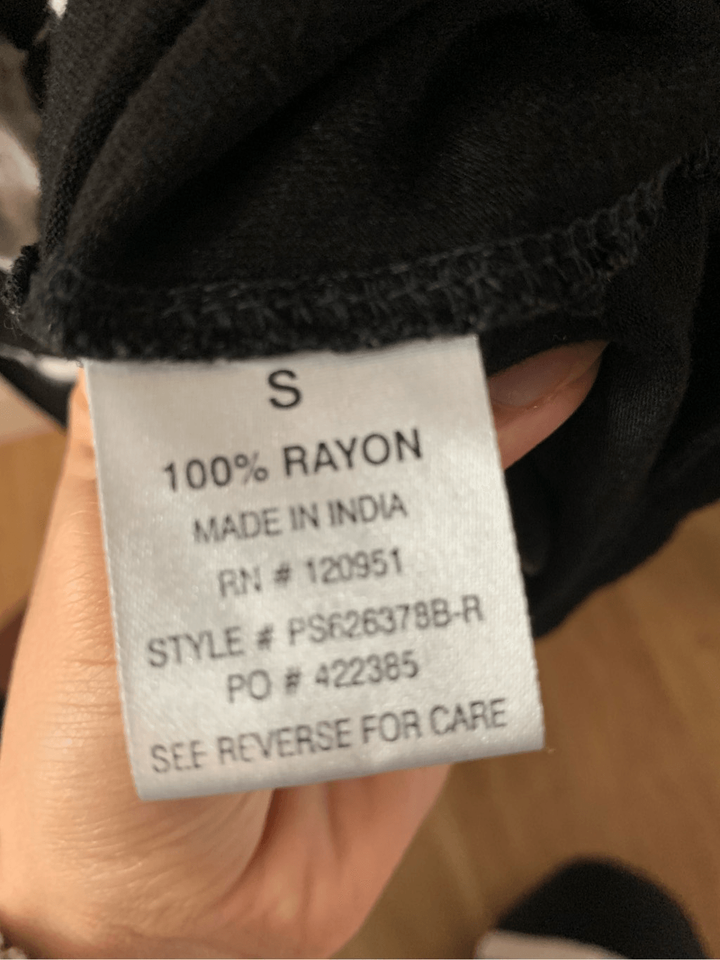 S
100% RAYON
MADE IN INDIA
RN # 120951
STYLE # PS626378B-R
PO # 422385
SEE REVERSE FOR CARE